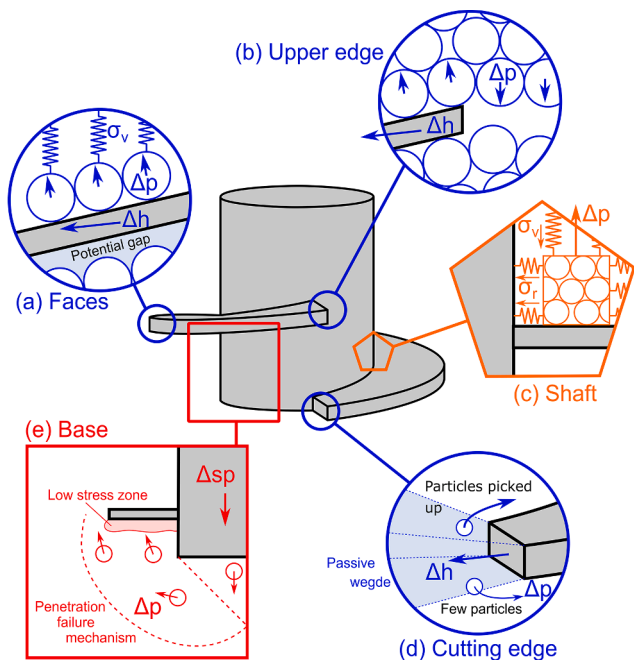 (b) Upper edge
Δp
Δh
σv
Δp
Δh
Potential gap
(a) Faces
Δp
σv
σr
(c) Shaft
(e) Base
Δsp
Low stress zone
Δp
Penetration
failure
mechanism
Particles picked
up
Passive
wegde
Δh
Δp
Few particles
(d) Cutting edge